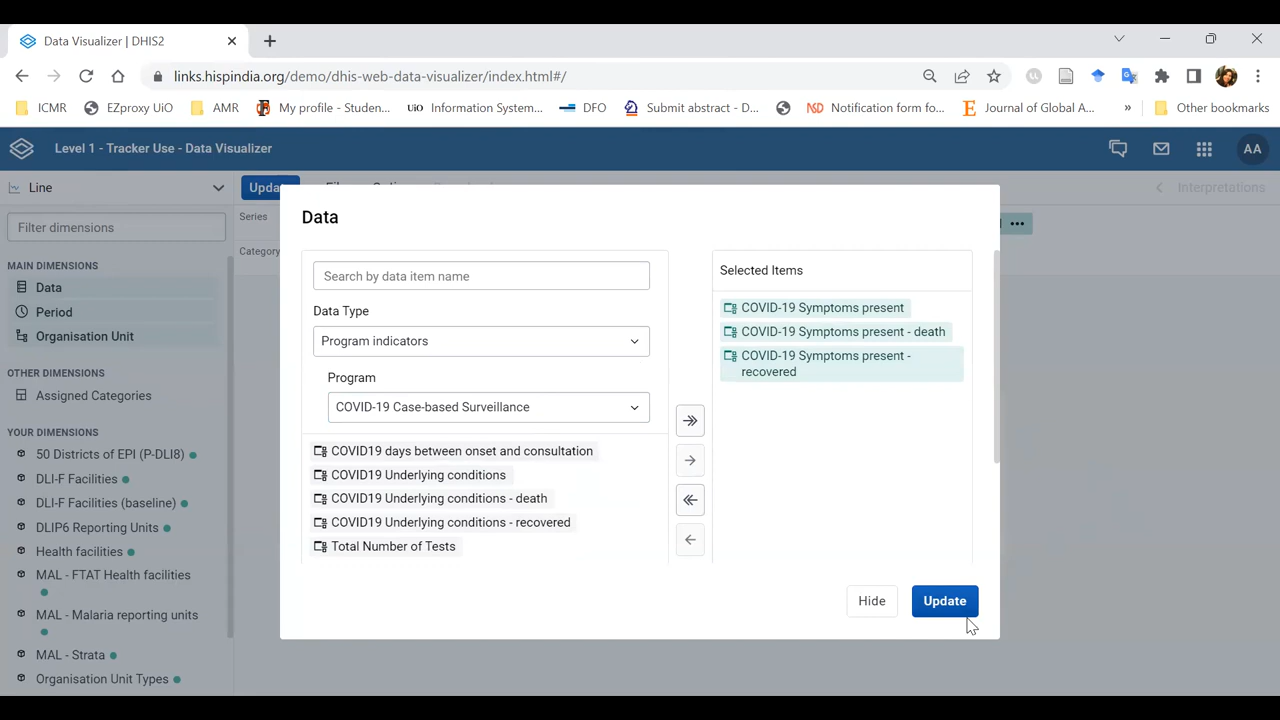 Data Visualizer | DHIS2
links.hispindia.org/demo/dhis-web-data-visualizer/index.html#/
ICMR
EZproxy UiO
AMR
My profile - Studen...
UiO Information System...
DFO
Submit abstract - D...
NSD Notification form fo...
E Journal of Global A...
»
Other bookmarks
Level 1 - Tracker Use - Data Visualizer
AA
Line
Interpretations
Filter dimensions
Series
Category
MAIN DIMENSIONS
Data
Period
Organisation Unit
OTHER DIMENSIONS
Assigned Categories
YOUR DIMENSIONS
50 Districts of EPI (P-DLI8)
DLI-F Facilities
DLI-F Facilities (baseline)
DLIP6 Reporting Units
Health facilities
MAL - FTAT Health facilities
MAL - Malaria reporting units
MAL - Strata
Organisation Unit Types
Data
Search by data item name
Data Type
Program indicators
Program
COVID-19 Case-based Surveillance
COVID19 days between onset and consultation
COVID19 Underlying conditions
COVID19 Underlying conditions - death
COVID19 Underlying conditions - recovered
Total Number of Tests
Selected Items
COVID-19 Symptoms present
COVID-19 Symptoms present - death
COVID-19 Symptoms present -
recovered
Hide
Update